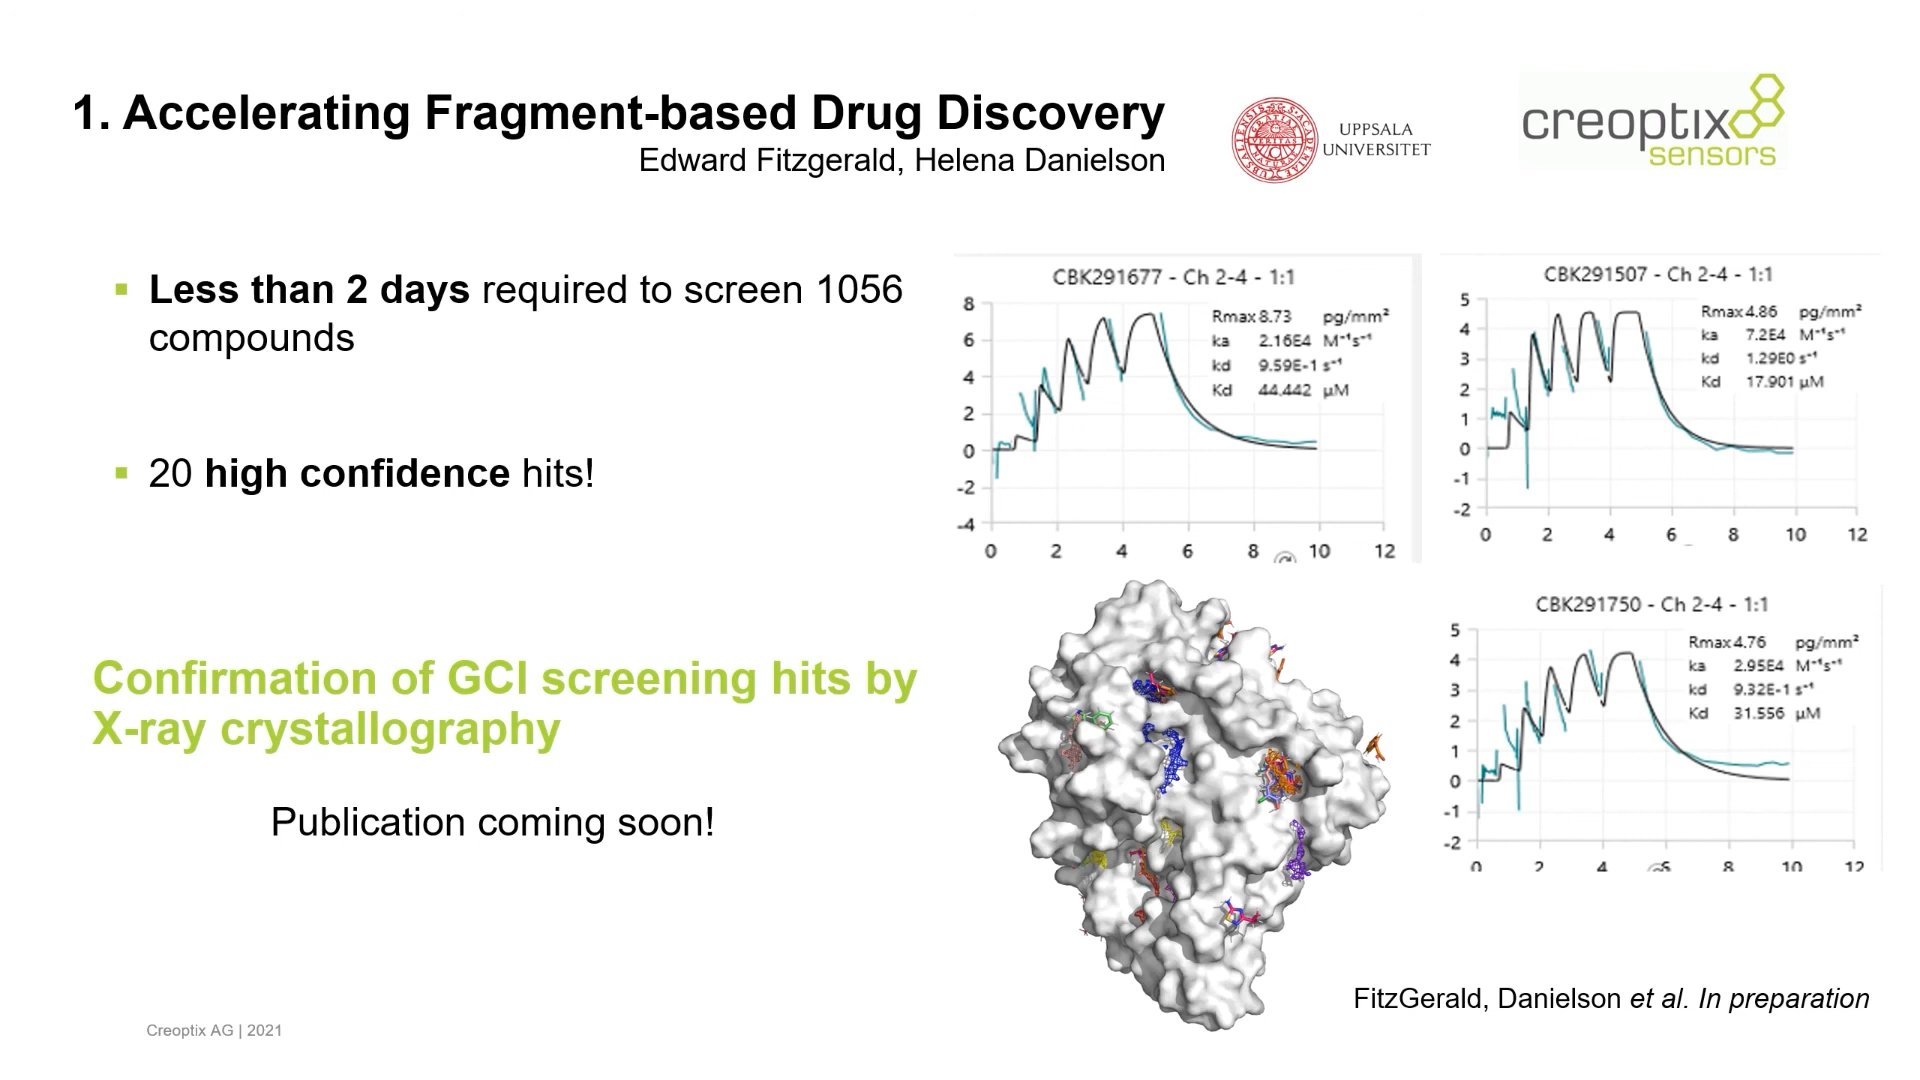 1. Accelerating Fragment-based Drug Discovery
Edward Fitzgerald, Helena Danielson
UPPSALA
UNIVERSITET
creoptix
sensors
Less than 2 days required to screen 1056
compounds
20 high confidence hits!
Confirmation of GCI screening hits by
X-ray crystallography
Publication coming soon!
CBK291677 - Ch 2-4 - 1:1
Rmax 8.73 pg/mm²
ka 2.16E4 M⁻¹s⁻¹
kd 9.59E-1 s⁻¹
Kd 44.442 µM
8
6
4
2
0
-2
-4
0 2 4 6 8 10 12
CBK291507 - Ch 2-4 - 1:1
Rmax 4.86 pg/mm²
ka 7.2E4 M⁻¹s⁻¹
kd 1.29E0 s⁻¹
Kd 17.901 µM
5
4
3
2
1
0
-1
-2
0 2 4 6 8 10 12
CBK291750 - Ch 2-4 - 1:1
Rmax 4.76 pg/mm²
ka 2.95E4 M⁻¹s⁻¹
kd 9.32E-1 s⁻¹
Kd 31.556 µM
5
4
3
2
1
0
-1
-2
0 2 4 6 8 10 12
FitzGerald, Danielson et al. In preparation
Creoptix AG | 2021